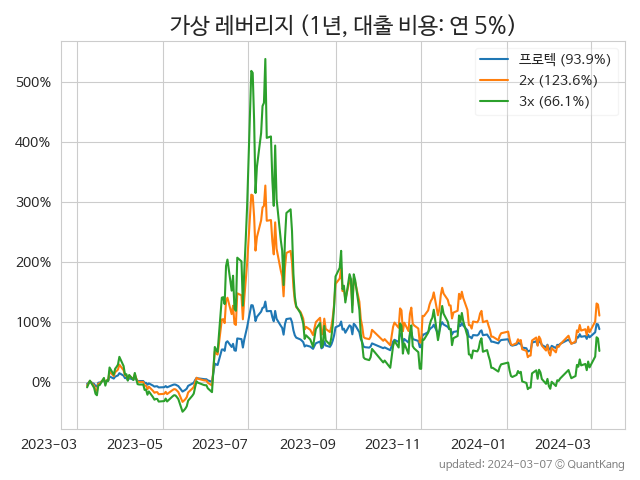 가상 레버리지 (1년, 대출 비용: 연 5%)
프로텍 (93.9%)
2x (123.6%)
3x (66.1%)
500%
400%
300%
200%
100%
0%
2023-03 2023-05 2023-07 2023-09 2023-11 2024-01 2024-03
updated: 2024-03-07 © QuantKang